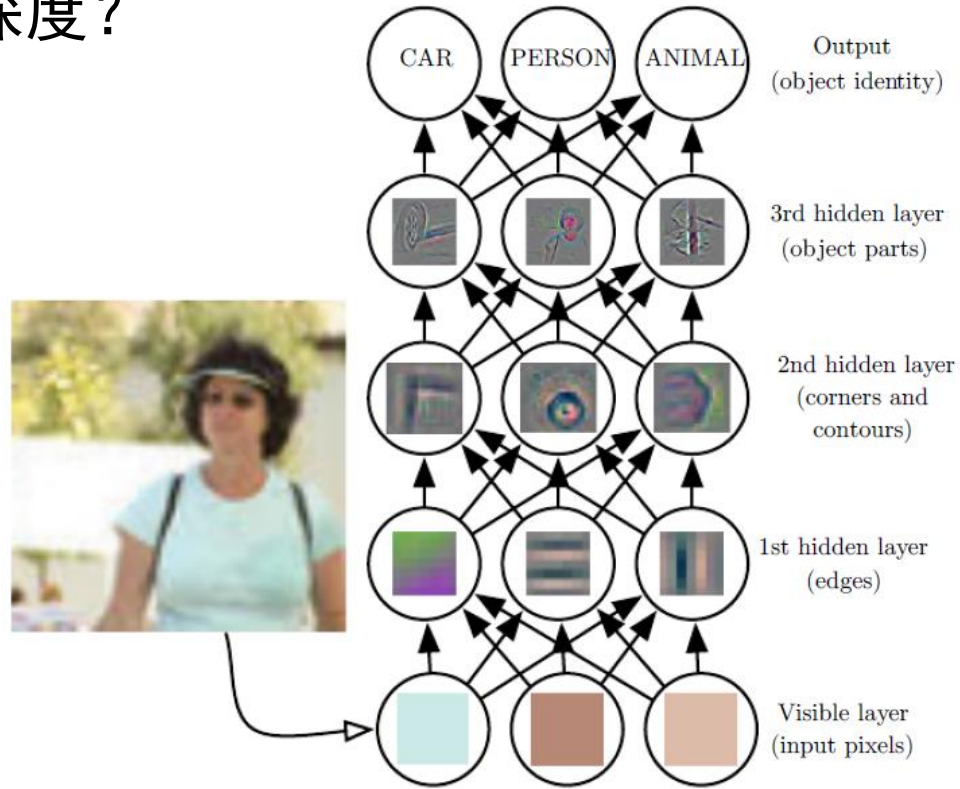 深度？
CAR PERSON ANIMAL
Output
(object identity)
3rd hidden layer
(object parts)
2nd hidden layer
(corners and
contours)
1st hidden layer
(edges)
Visible layer
(input pixels)